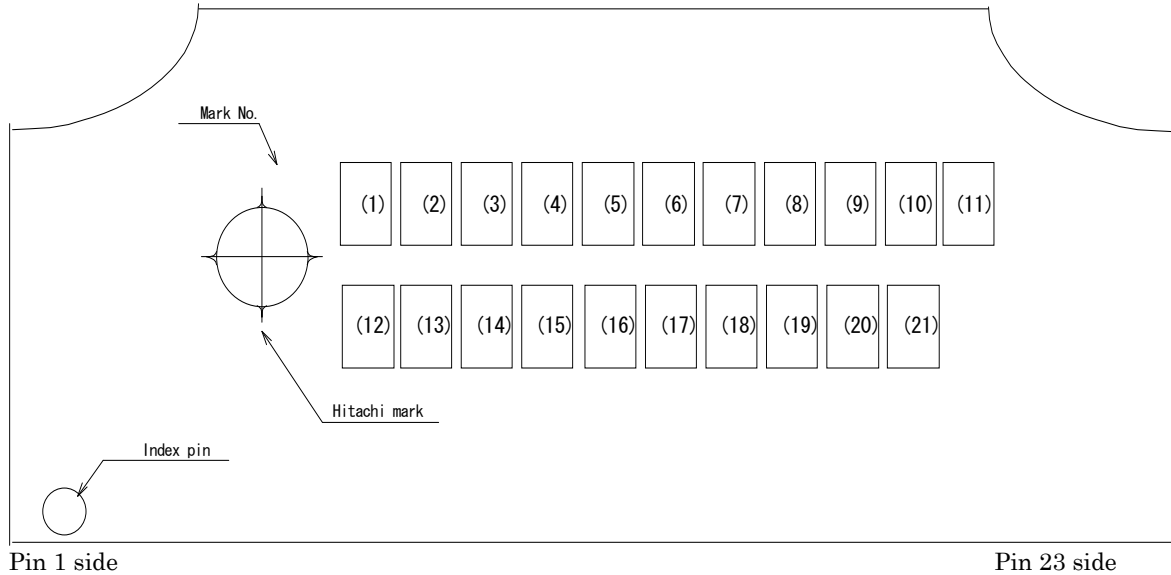 Mark No.
(1) (2) (3) (4) (5) (6) (7) (8) (9) (10) (11)
(12) (13) (14) (15) (16) (17) (18) (19) (20) (21)
Hitachi mark
Index pin
Pin 1 side Pin 23 side